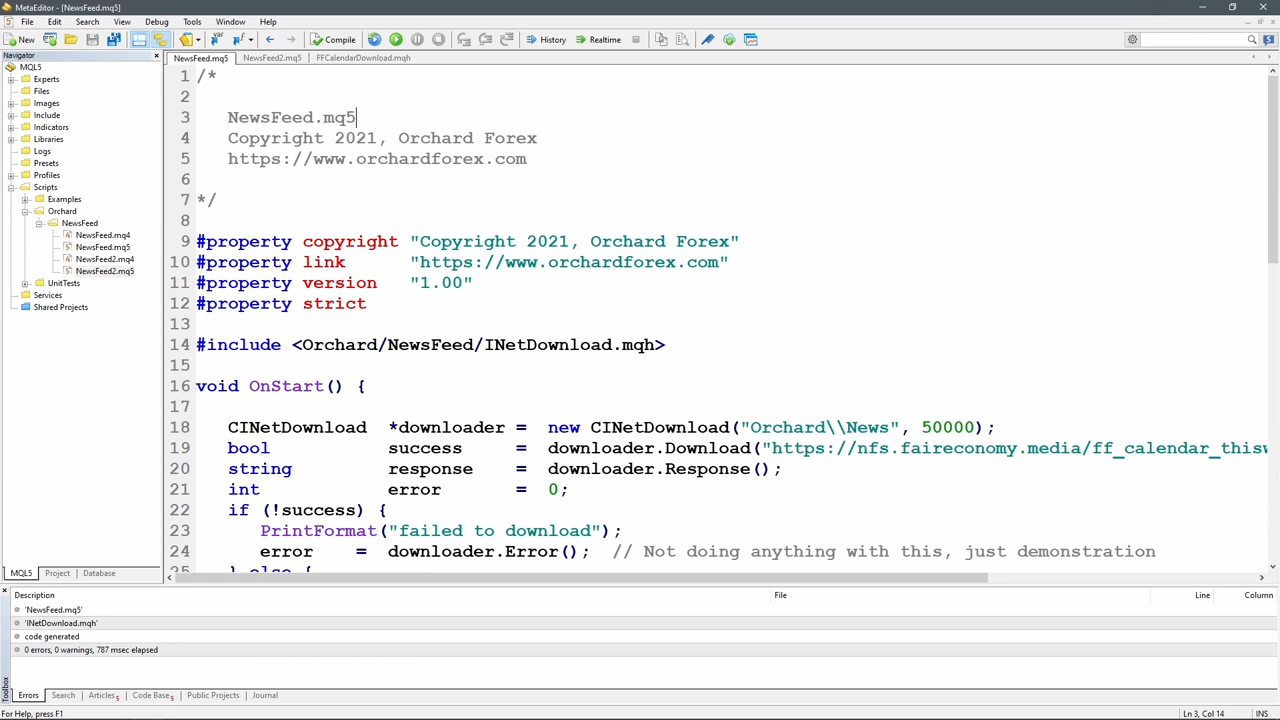 MetaEditor - [NewsFeed.mq5]
File Edit Search View Debug Tools Window Help
New Compile History Realtime
Navigator
NewsFeed.mq5 NewsFeed2.mq5 FFCalendarDownload.mqh
MQL5
Experts
Files
Images
Include
Indicators
Libraries
Logs
Presets
Profiles
Scripts
Examples
Orchard
NewsFeed
NewsFeed.mq4
NewsFeed.mq5
NewsFeed2.mq4
NewsFeed2.mq5
UnitTests
Services
Shared Projects
MQL5 Project Database
1 /*
2
3 NewsFeed.mq5
4 Copyright 2021, Orchard Forex
5 https://www.orchardforex.com
6
7 */
8
9 #property copyright "Copyright 2021, Orchard Forex"
10 #property link "https://www.orchardforex.com"
11 #property version "1.00"
12 #property strict
13
14 #include <Orchard/NewsFeed/INetDownload.mqh>
15
16 void OnStart() {
17
18 CINetDownload *downloader = new CINetDownload("Orchard\\News", 50000);
19 bool success = downloader.Download("https://nfs.faireconomy.media/ff_calendar_thisw
20 string response = downloader.Response();
21 int error = 0;
22 if (!success) {
23 PrintFormat("failed to download");
24 error = downloader.Error(); // Not doing anything with this, just demonstration
25 } else {
Description File Line Column
'NewsFeed.mq5'
'INetDownload.mqh'
code generated
0 errors, 0 warnings, 787 msec elapsed
Toolbox
Errors Search Articles 5 Code Base 5 Public Projects Journal
For Help, press F1 Ln 3, Col 14 INS